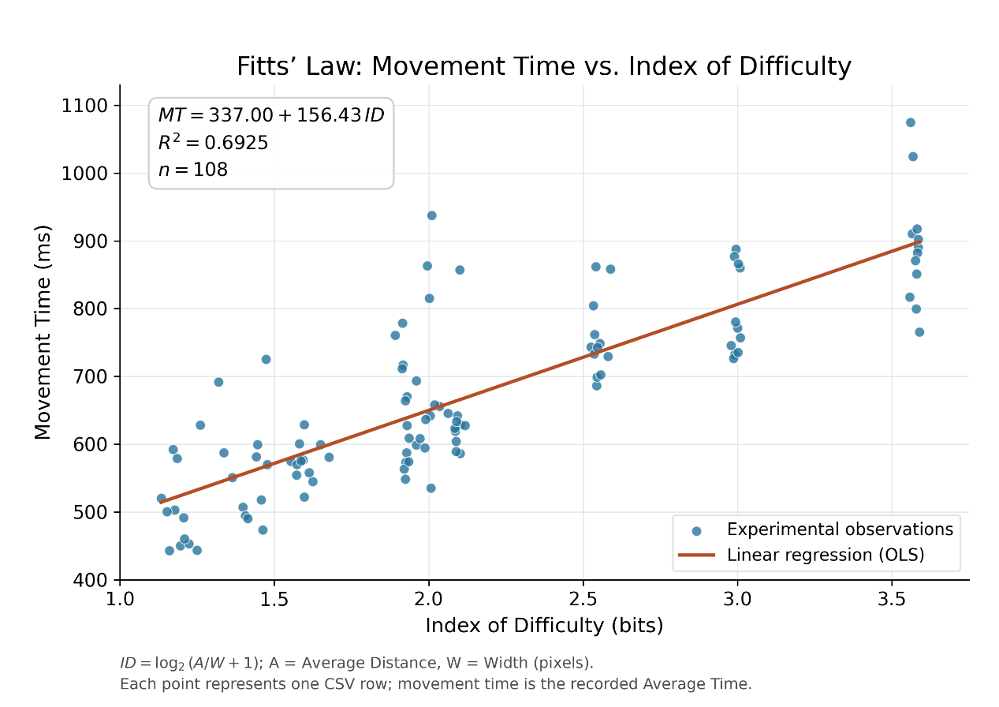 Fitts’ Law: Movement Time vs. Index of Difficulty
MT = 337.00 + 156.43 ID
R² = 0.6925
n = 108
Movement Time (ms)
1100
1000
900
800
700
600
500
400
1.0 1.5 2.0 2.5 3.0 3.5
Experimental observations
Linear regression (OLS)
Index of Difficulty (bits)
ID = log₂ (A/W + 1); A = Average Distance, W = Width (pixels).
Each point represents one CSV row; movement time is the recorded Average Time.